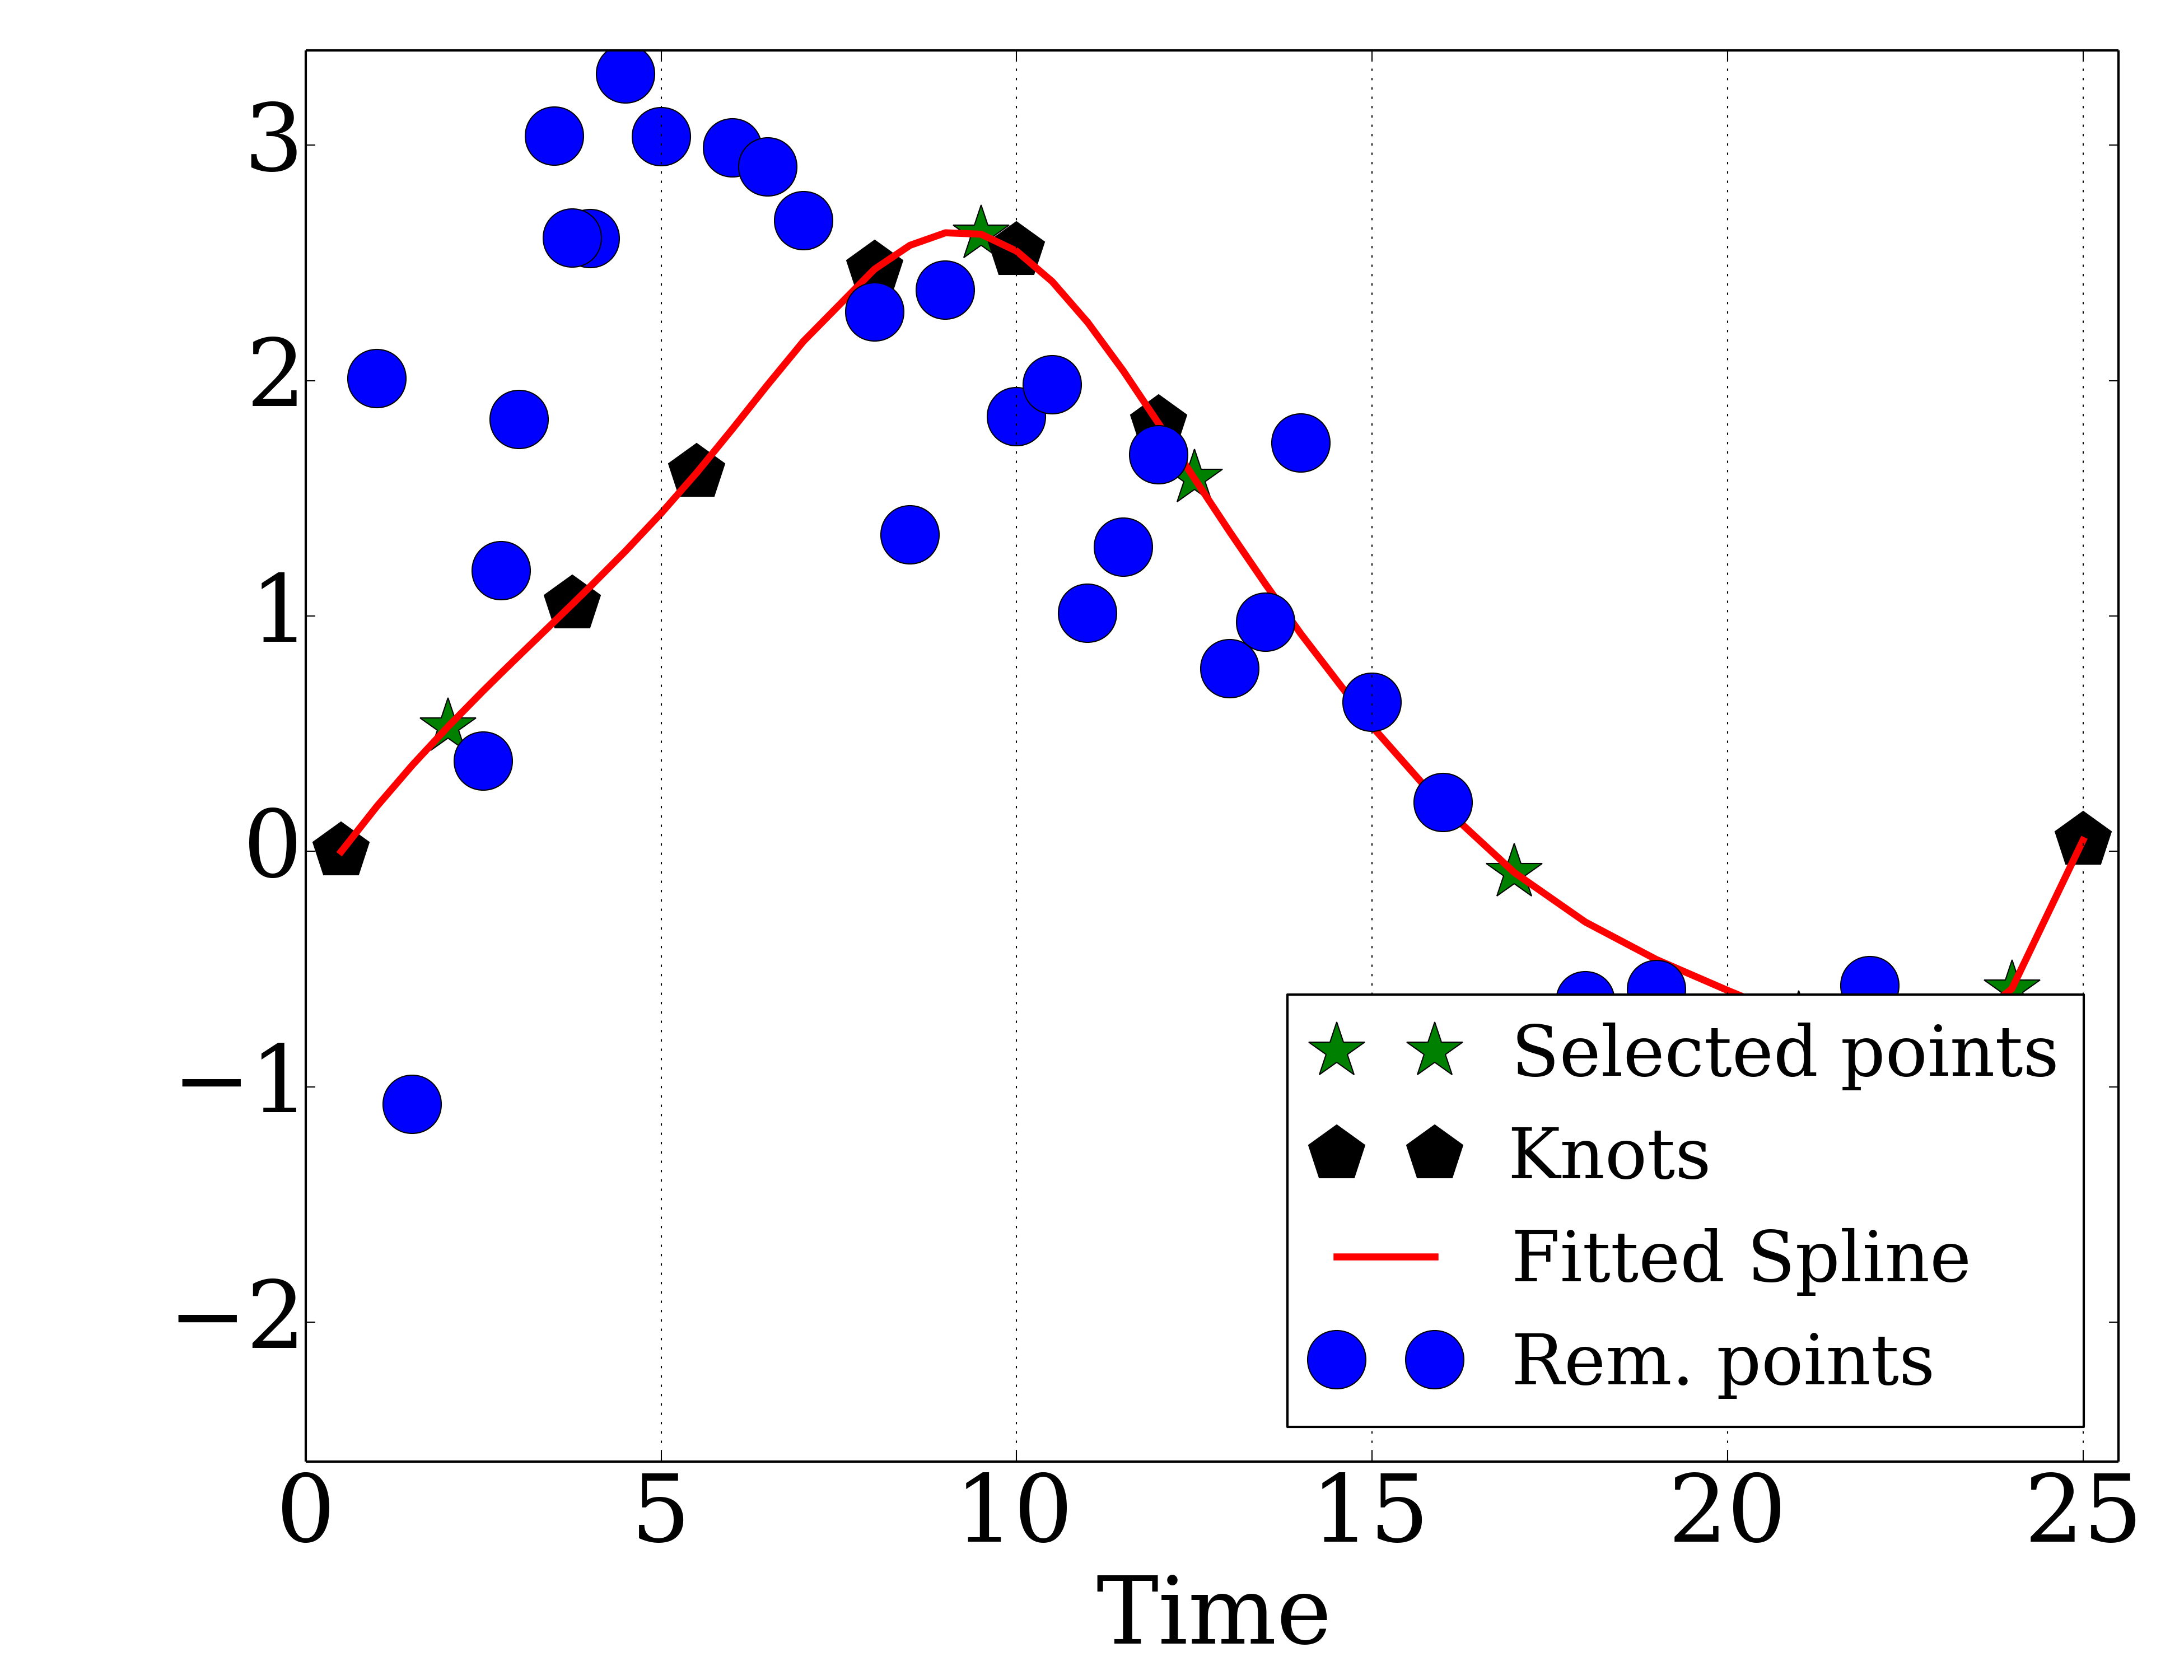 3
2
1
0
−1
−2
Selected points
Knots
Fitted Spline
Rem. points
0 5 10 15 20 25
Time